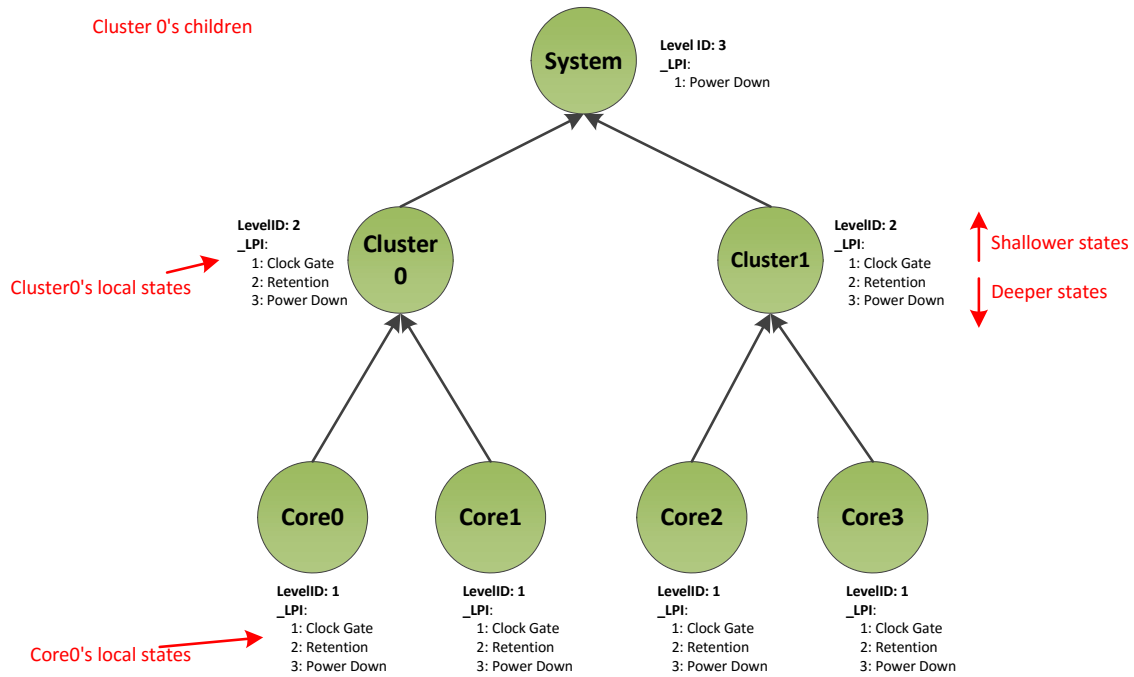 Cluster 0's children
System
Level ID: 3
_LPI:
1: Power Down
LevelID: 2
_LPI:
1: Clock Gate
2: Retention
3: Power Down
Cluster0's local states
Cluster
0
Cluster1
LevelID: 2
_LPI:
1: Clock Gate
2: Retention
3: Power Down
Shallower states
Deeper states
Core0
Core1
Core2
Core3
LevelID: 1
_LPI:
1: Clock Gate
2: Retention
3: Power Down
LevelID: 1
_LPI:
1: Clock Gate
2: Retention
3: Power Down
LevelID: 1
_LPI:
1: Clock Gate
2: Retention
3: Power Down
LevelID: 1
_LPI:
1: Clock Gate
2: Retention
3: Power Down
Core0's local states